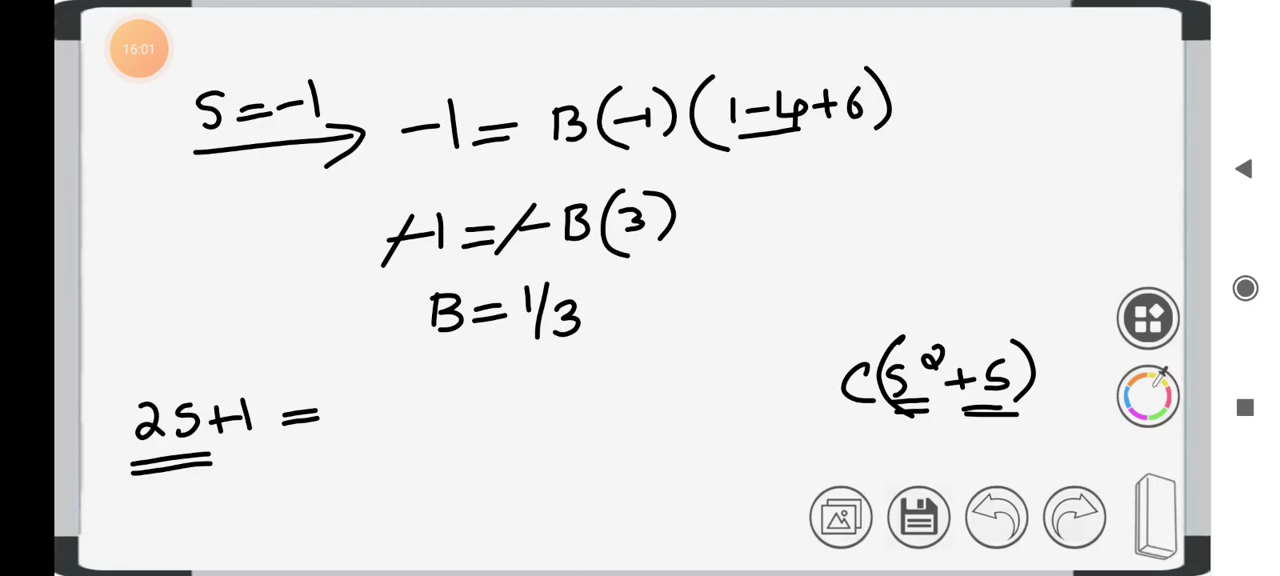 16:01
S=-1 -1= B(-1)(1-4+6)
-1=-B(3)
B=1/3
C(S²+S)
2S+1=